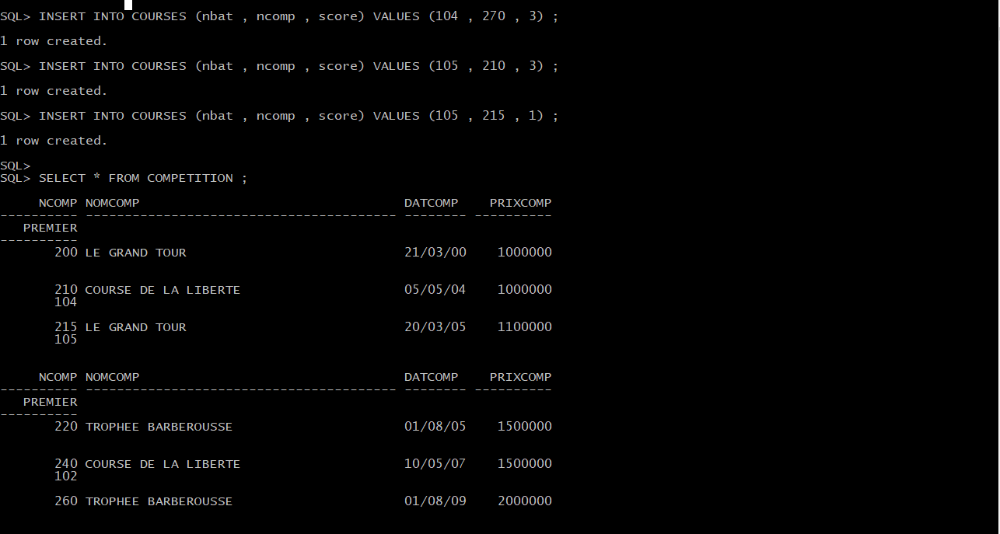 SQL> INSERT INTO COURSES (nbat , ncomp , score) VALUES (104 , 270 , 3) ;
1 row created.
SQL> INSERT INTO COURSES (nbat , ncomp , score) VALUES (105 , 210 , 3) ;
1 row created.
SQL> INSERT INTO COURSES (nbat , ncomp , score) VALUES (105 , 215 , 1) ;
1 row created.
SQL>
SQL> SELECT * FROM COMPETITION ;
     NCOMP NOMCOMP                                  DATCOMP    PRIXCOMP
---------- ---------------------------------------- -------- ----------
   PREMIER
----------
       200 LE GRAND TOUR                            21/03/00    1000000
       210 COURSE DE LA LIBERTE                     05/05/04    1000000
       104
       215 LE GRAND TOUR                            20/03/05    1100000
       105
     NCOMP NOMCOMP                                  DATCOMP    PRIXCOMP
---------- ---------------------------------------- -------- ----------
   PREMIER
----------
       220 TROPHEE BARBEROUSSE                      01/08/05    1500000
       240 COURSE DE LA LIBERTE                     10/05/07    1500000
       102
       260 TROPHEE BARBEROUSSE                      01/08/09    2000000